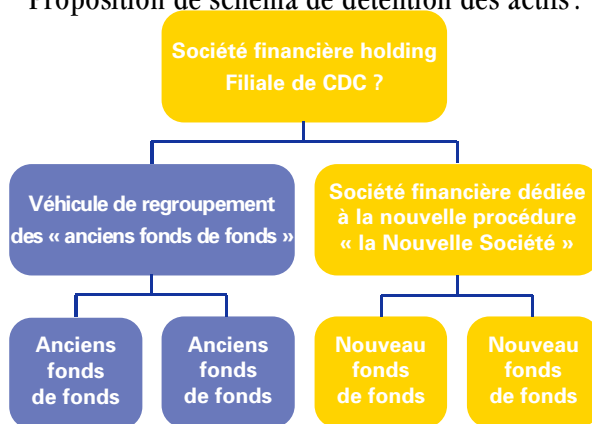 Proposition de schéma de détention des actifs :
Société financière holding
Filiale de CDC ?
Véhicule de regroupement
des « anciens fonds de fonds »
Société financière dédiée
à la nouvelle procédure
« la Nouvelle Société »
Anciens
fonds
de fonds
Anciens
fonds
de fonds
Nouveau
fonds
de fonds
Nouveau
fonds
de fonds